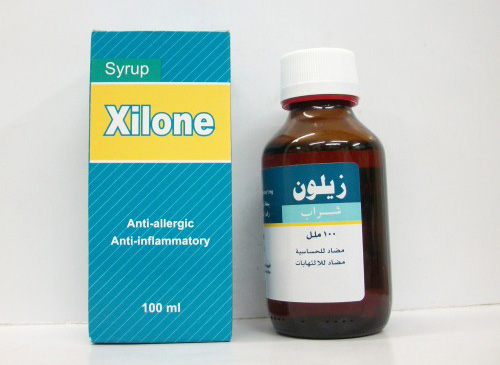 Syrup
Xilone
Anti-allergic
Anti-inflammatory
100 ml
زيلون
شراب
١٠٠ ملل
مضاد للحساسية
مضاد للالتهابات